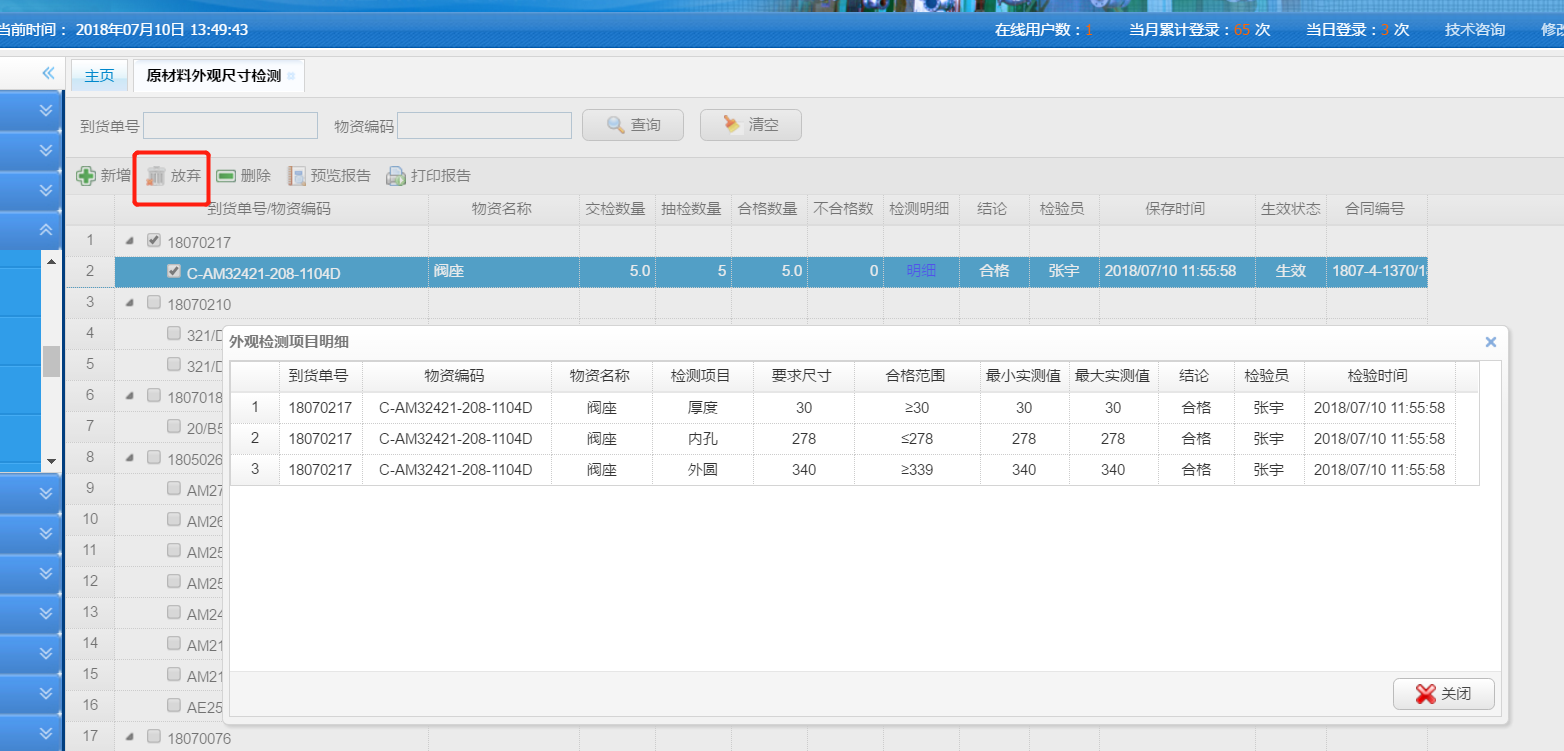 当前时间： 2018年07月10日 13:49:43 在线用户数：1 当月累计登录：65 次 当日登录：3 次 技术咨询 修改
主页 原材料外观尺寸检测
到货单号 物资编码 查询 清空
新增 放弃 删除 预览报告 打印报告
到货单号/物资编码 物资名称 交检数量 抽检数量 合格数量 不合格数 检测明细 结论 检验员 保存时间 生效状态 合同编号
1 18070217
2 C-AM32421-208-1104D 阀座 5.0 5 5.0 0 明细 合格 张宇 2018/07/10 11:55:58 生效 1807-4-1370/1
3 18070210
4 321/D
5 321/D
6 1807018
7 20/B5
8 1805026
9 AM27
10 AM26
11 AM25
12 AM25
13 AM24
14 AM21
15 AM21
16 AE25
17 18070076
外观检测项目明细
到货单号 物资编码 物资名称 检测项目 要求尺寸 合格范围 最小实测值 最大实测值 结论 检验员 检验时间
1 18070217 C-AM32421-208-1104D 阀座 厚度 30 ≥30 30 30 合格 张宇 2018/07/10 11:55:58
2 18070217 C-AM32421-208-1104D 阀座 内孔 278 ≤278 278 278 合格 张宇 2018/07/10 11:55:58
3 18070217 C-AM32421-208-1104D 阀座 外圆 340 ≥339 340 340 合格 张宇 2018/07/10 11:55:58
关闭